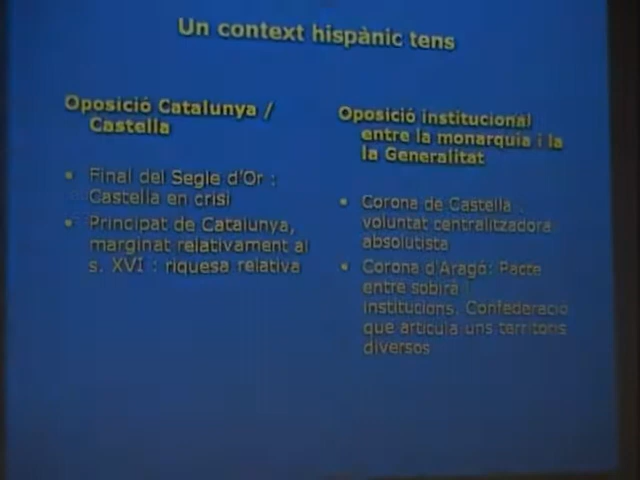 Un context hispànic tens
Oposició Catalunya /
Castella
• Final del Segle d'Or :
Castella en crisi
• Principat de Catalunya,
marginat relativament al
s. XVI : riquesa relativa
Oposició institucional
entre la monarquia i la
la Generalitat
• Corona de Castella :
voluntat centralitzadora
absolutista
• Corona d'Aragó: Pacte
entre sobirà i
institucions. Confederació
que articula uns territoris
diversos